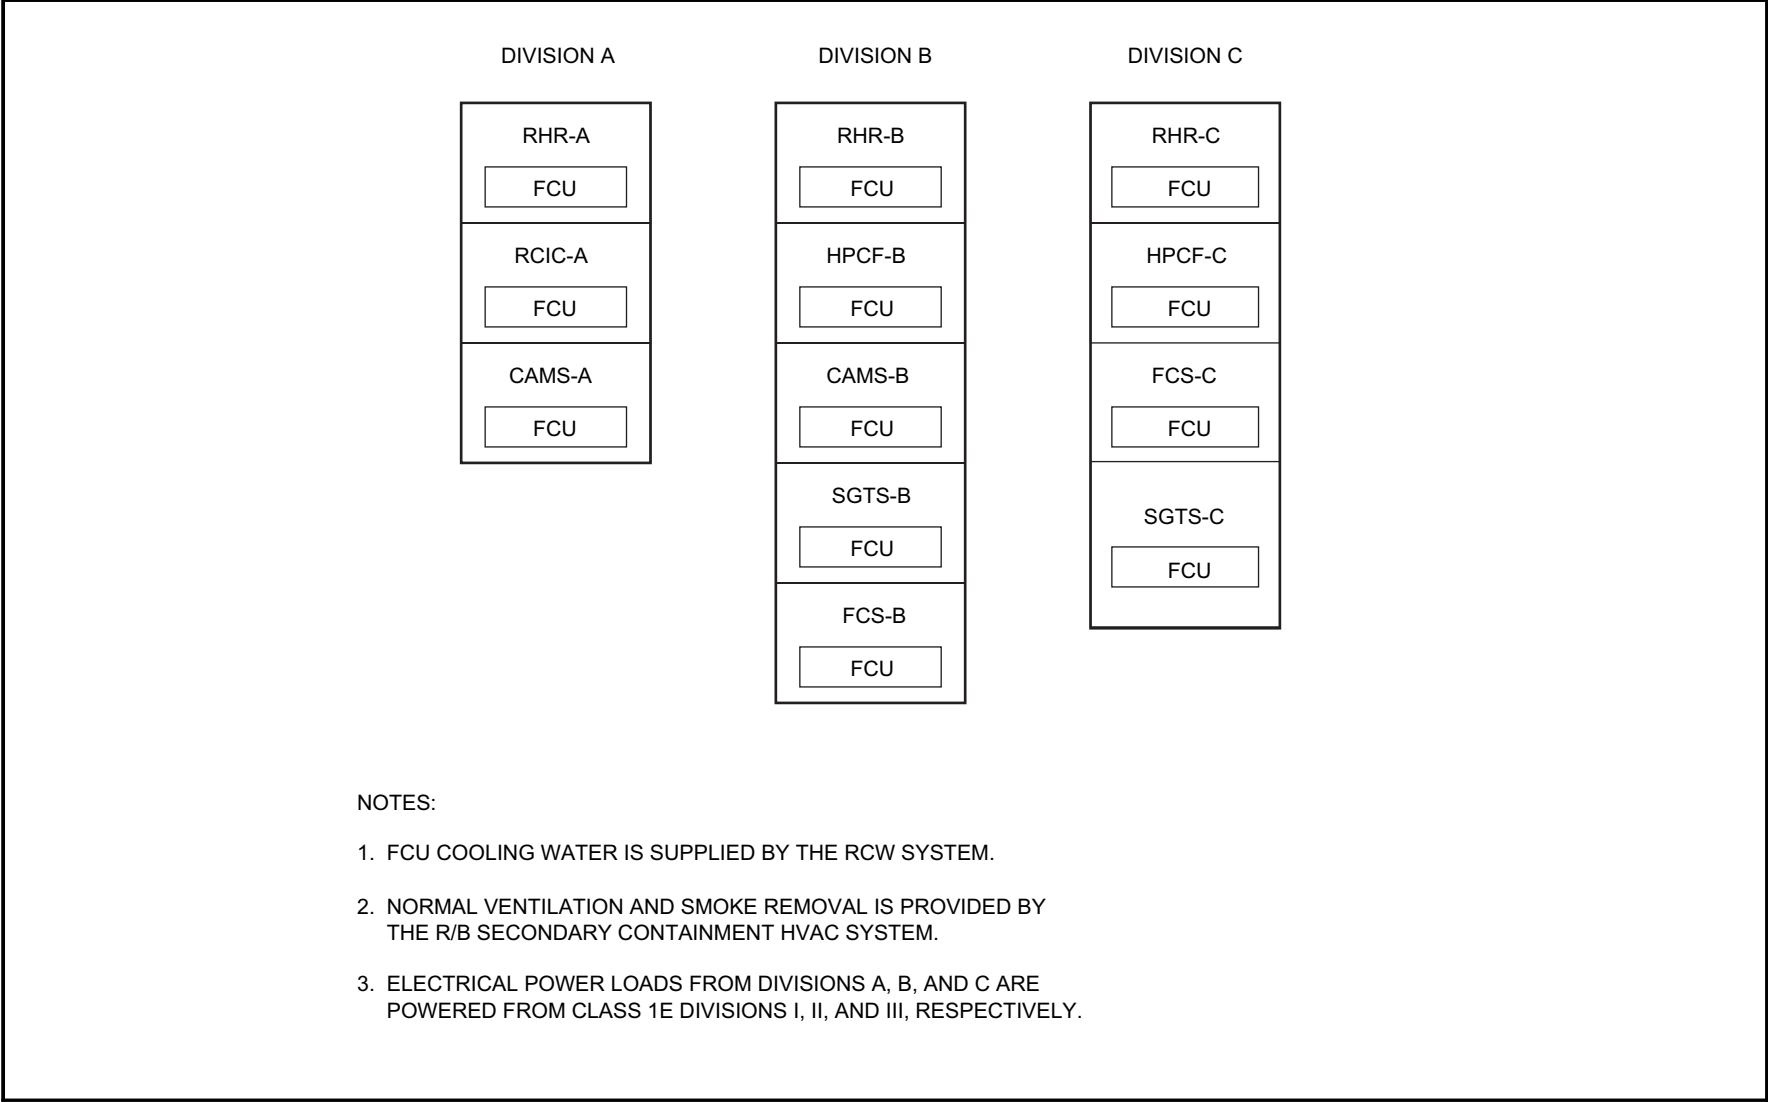 DIVISION A
DIVISION B
DIVISION C
RHR-A
FCU
RCIC-A
FCU
CAMS-A
FCU
RHR-B
FCU
HPCF-B
FCU
CAMS-B
FCU
SGTS-B
FCU
FCS-B
FCU
RHR-C
FCU
HPCF-C
FCU
FCS-C
FCU
SGTS-C
FCU
NOTES:
1. FCU COOLING WATER IS SUPPLIED BY THE RCW SYSTEM.
2. NORMAL VENTILATION AND SMOKE REMOVAL IS PROVIDED BY
THE R/B SECONDARY CONTAINMENT HVAC SYSTEM.
3. ELECTRICAL POWER LOADS FROM DIVISIONS A, B, AND C ARE
POWERED FROM CLASS 1E DIVISIONS I, II, AND III, RESPECTIVELY.